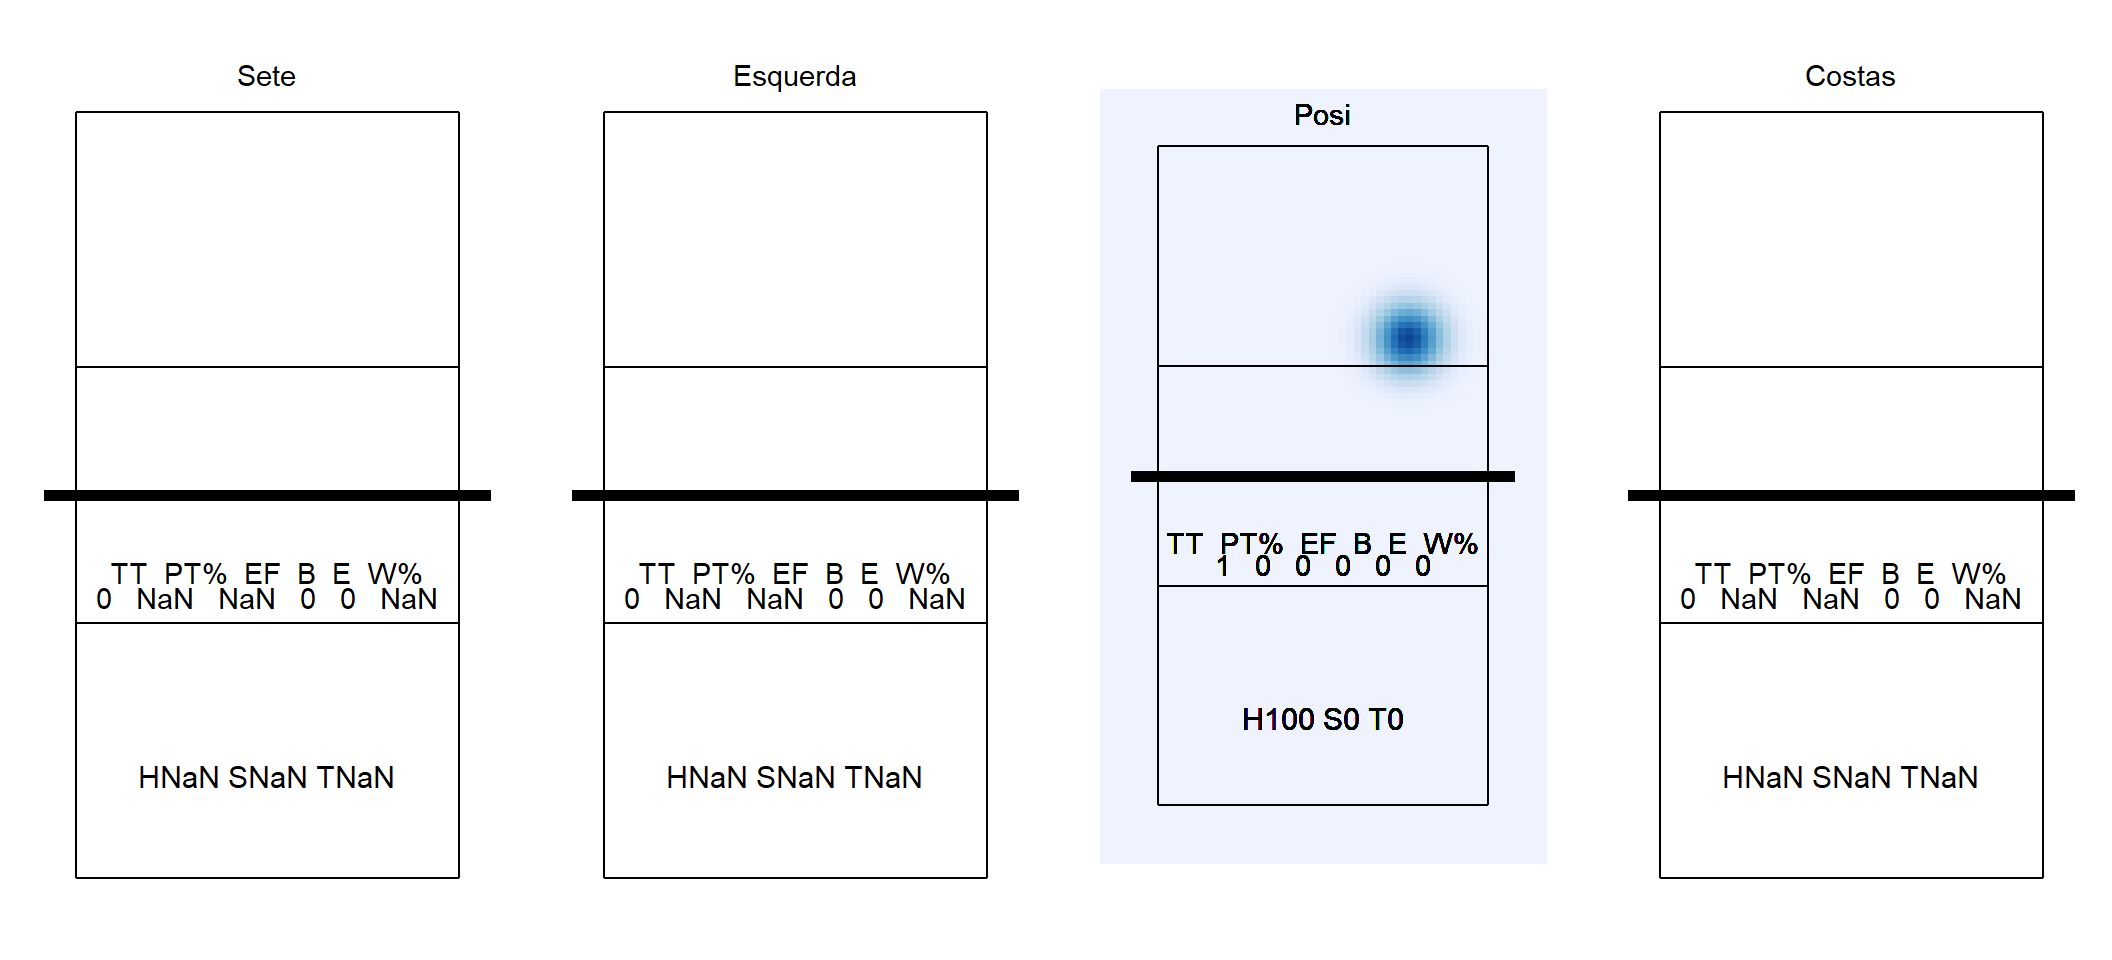 Sete
TT PT% EF B E W%
0 NaN NaN 0 0 NaN
HNaN SNaN TNaN
Esquerda
TT PT% EF B E W%
0 NaN NaN 0 0 NaN
HNaN SNaN TNaN
Posi
TT PT% EF B E W%
1 0 0 0 0 0
H100 S0 T0
Costas
TT PT% EF B E W%
0 NaN NaN 0 0 NaN
HNaN SNaN TNaN